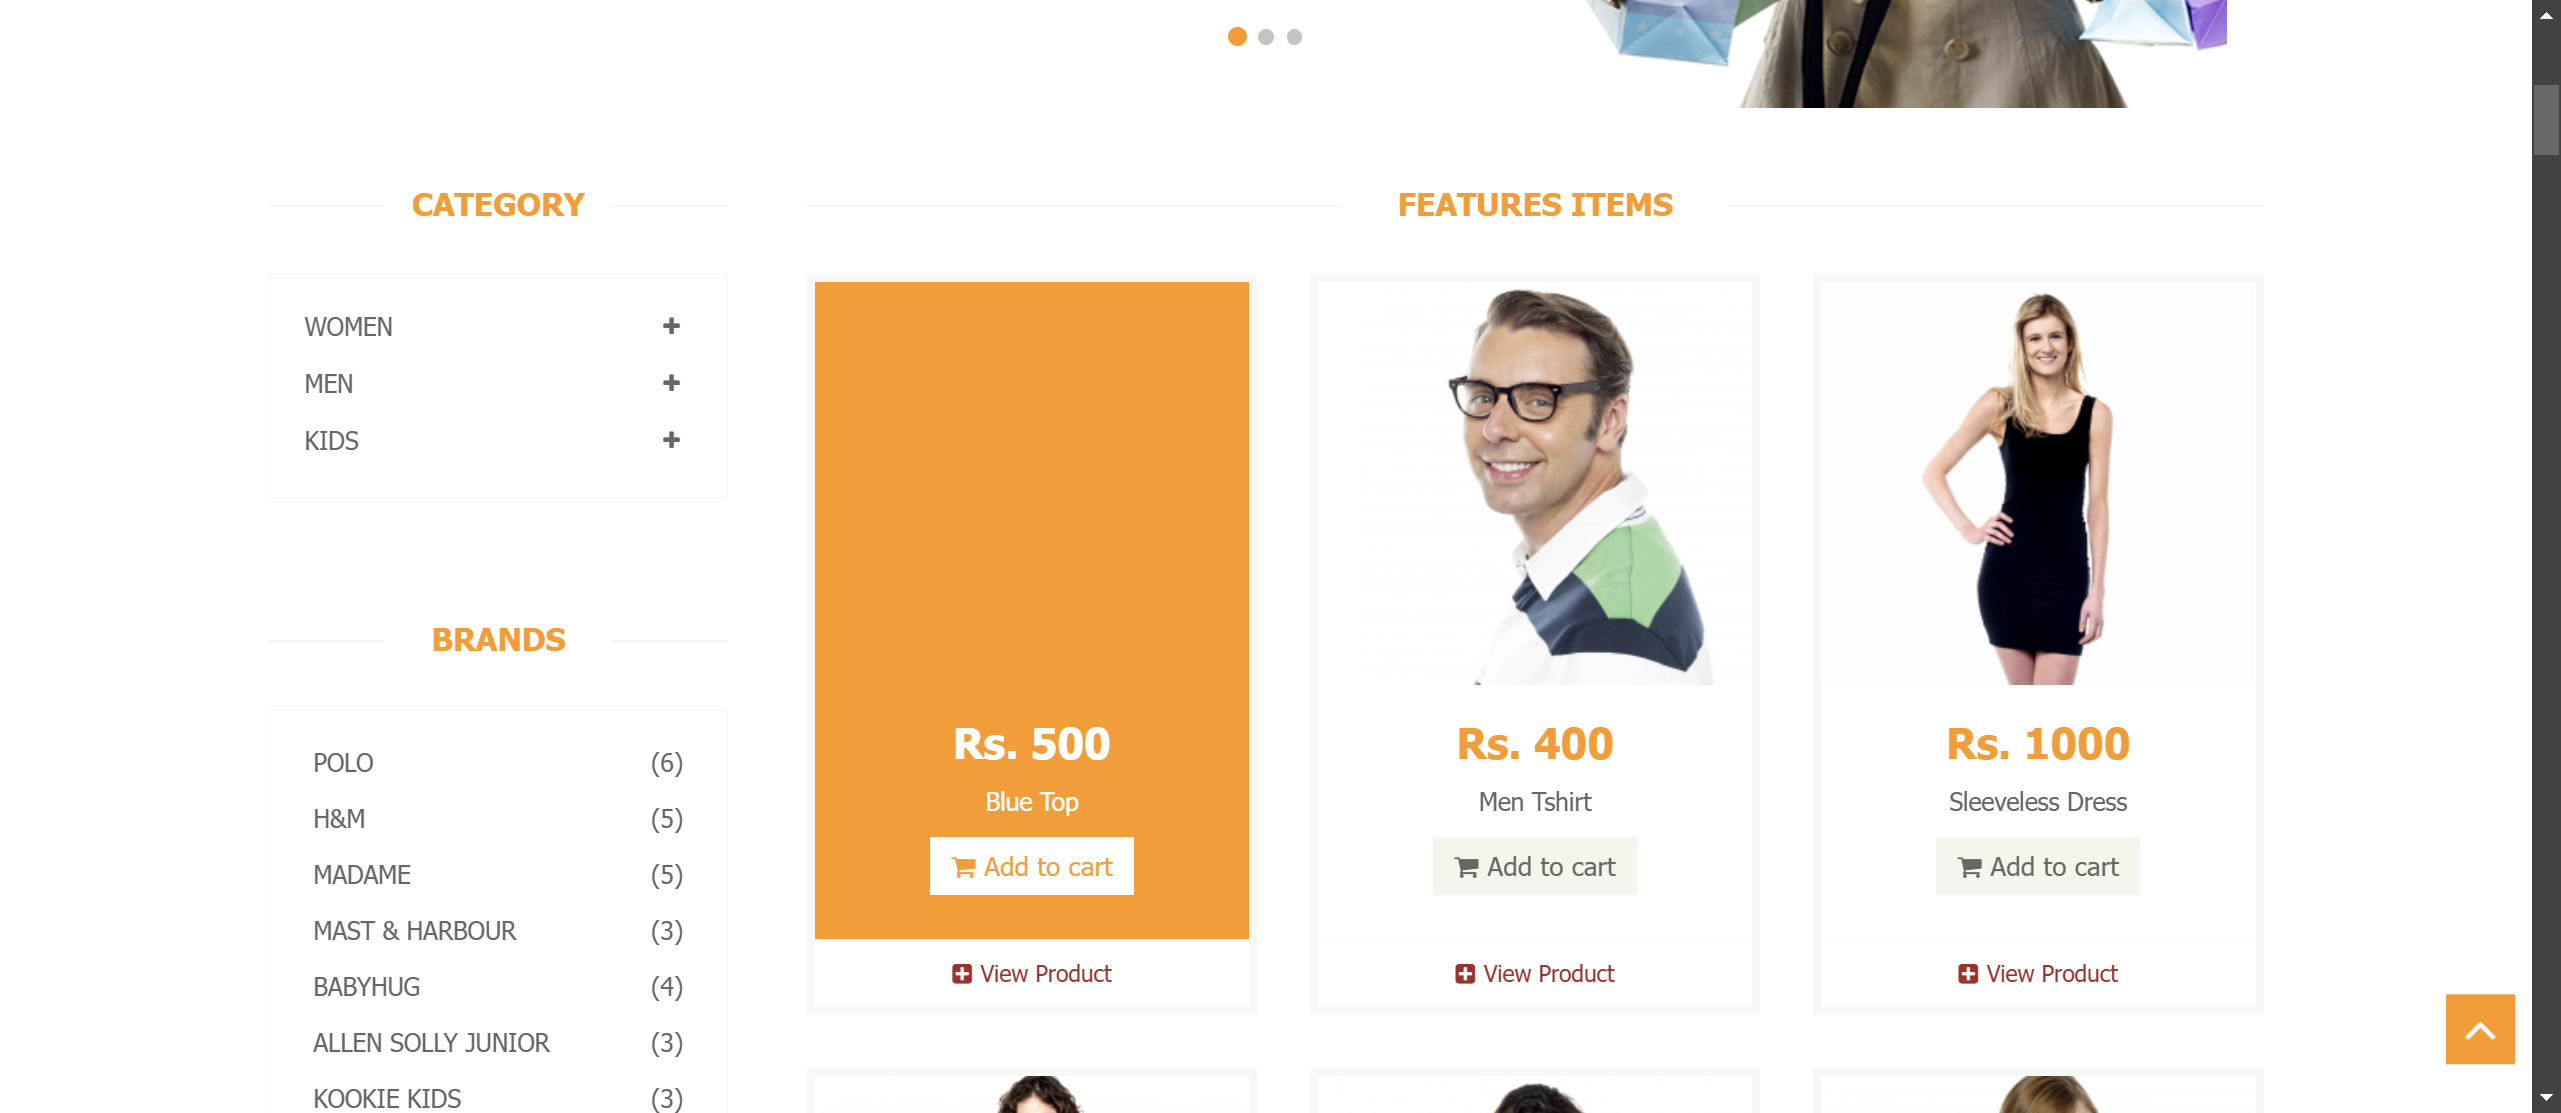 CATEGORY
WOMEN
MEN
KIDS
BRANDS
POLO (6)
H&M (5)
MADAME (5)
MAST & HARBOUR (3)
BABYHUG (4)
ALLEN SOLLY JUNIOR (3)
KOOKIE KIDS (3)
FEATURES ITEMS
Rs. 500
Blue Top
Add to cart
View Product
Rs. 400
Men Tshirt
Add to cart
View Product
Rs. 1000
Sleeveless Dress
Add to cart
View Product